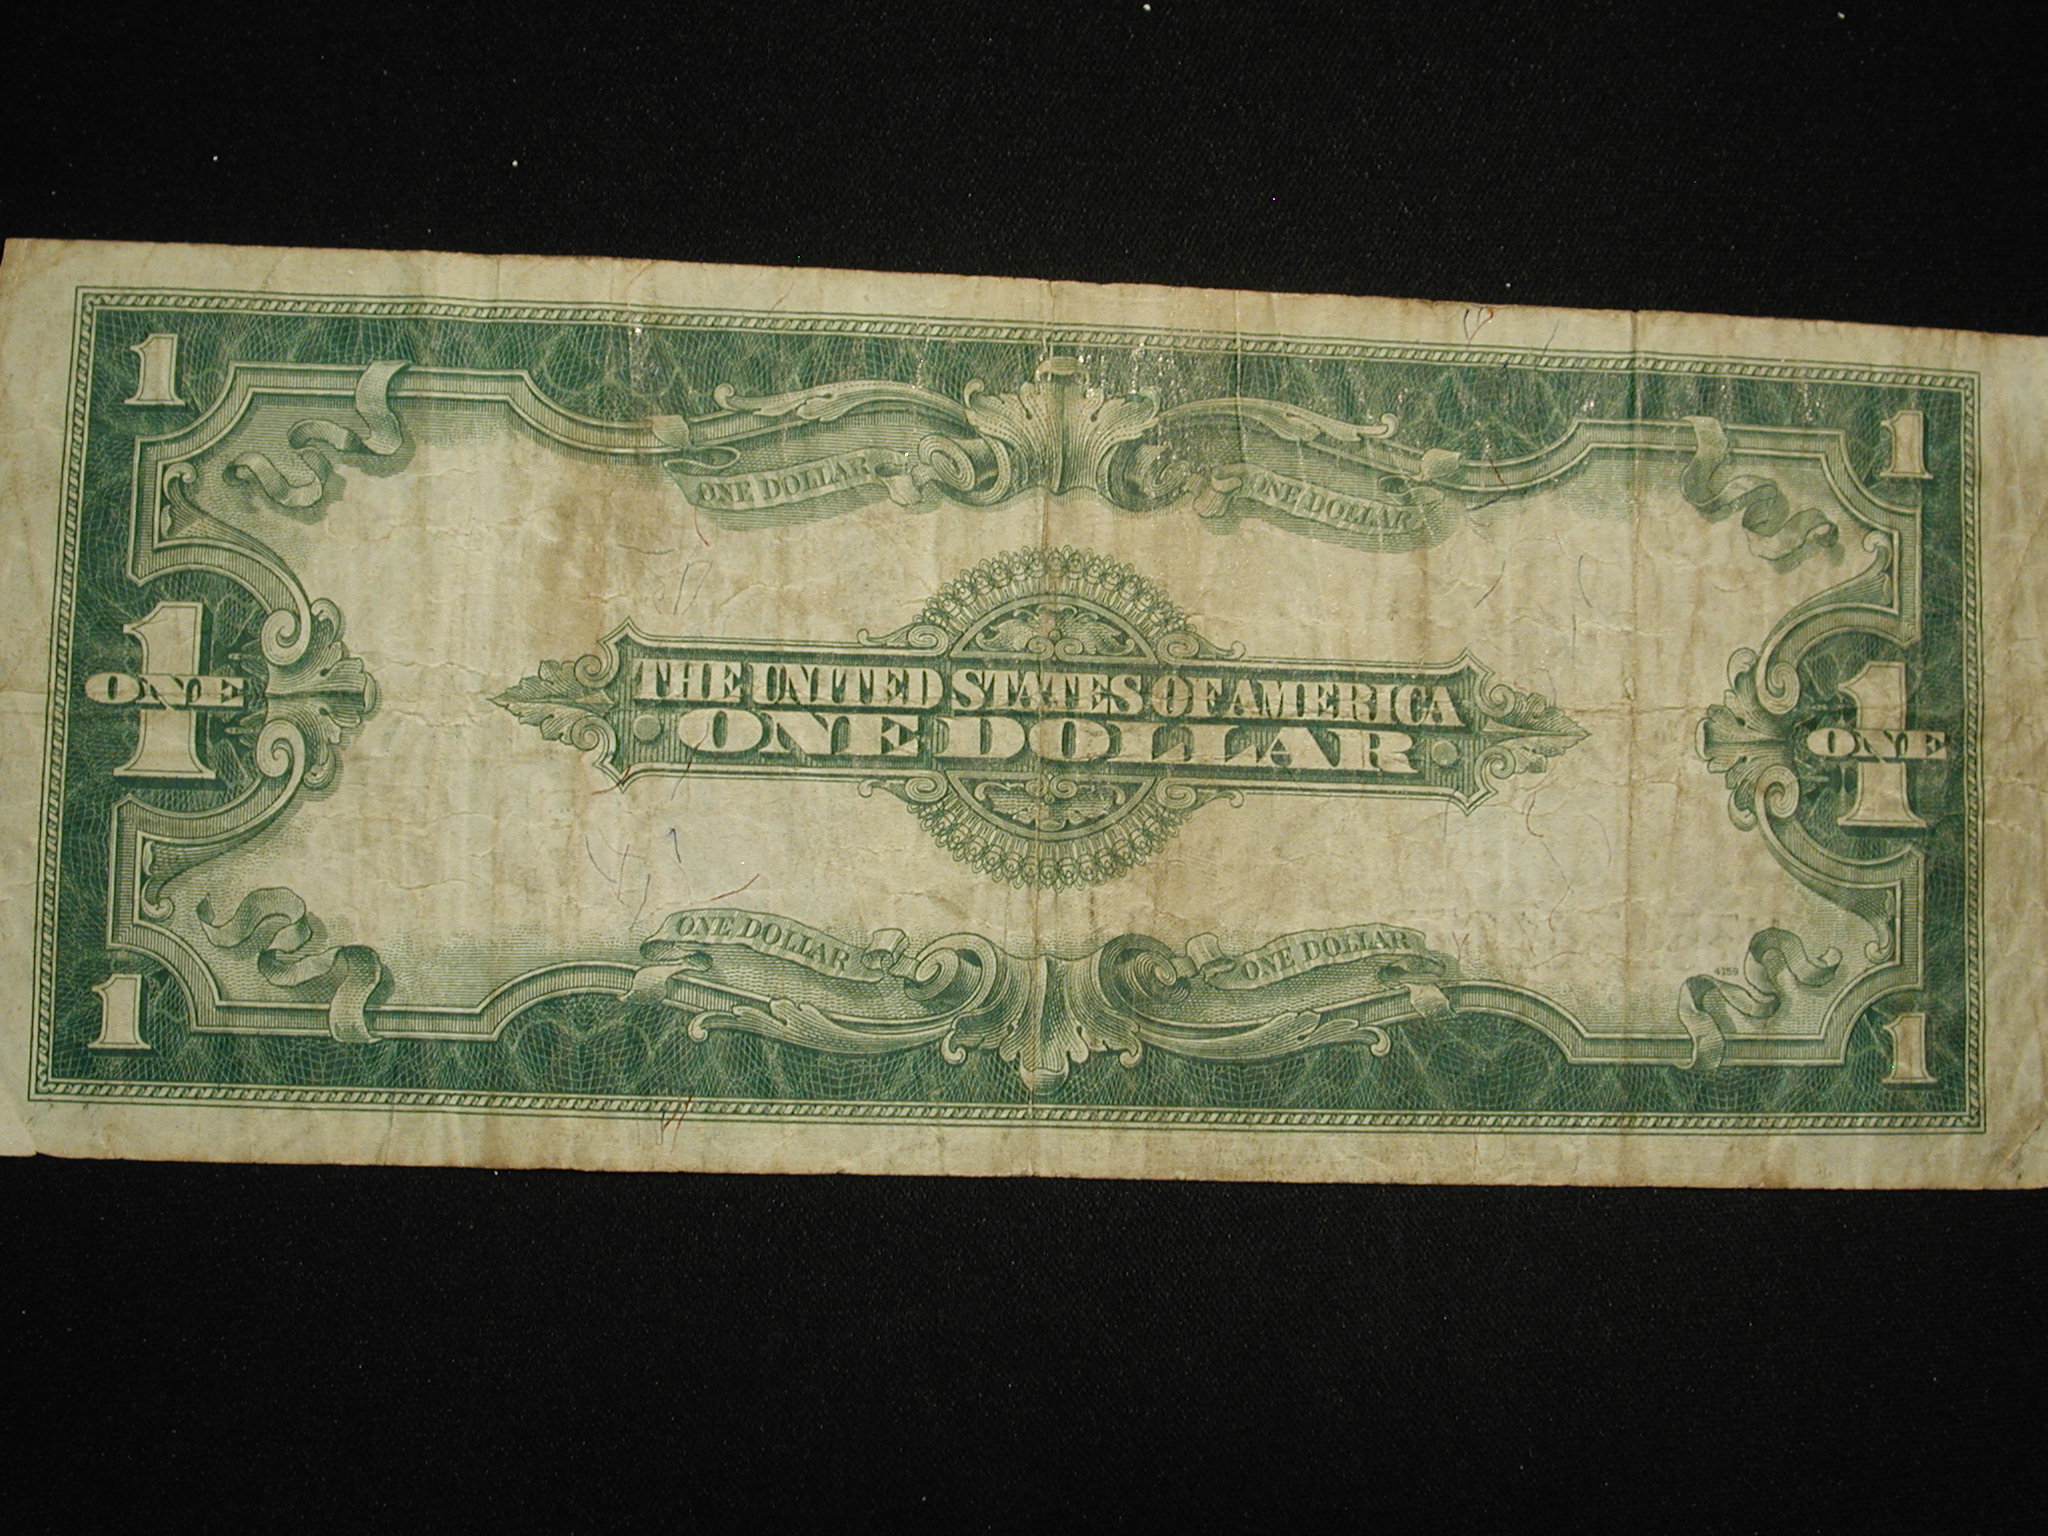 1
1
ONE DOLLAR
ONE DOLLAR
1
ONE
THE UNITED STATES OF AMERICA
ONE DOLLAR
1
ONE
ONE DOLLAR
ONE DOLLAR
4159
1
1